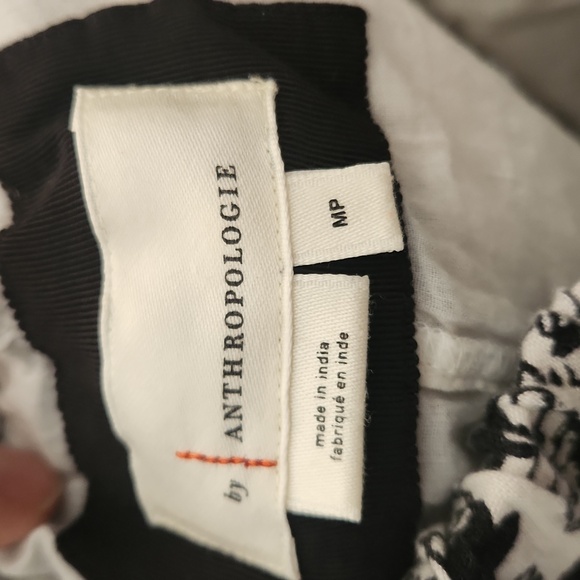 by ANTHROPOLOGIE
MP
made in india
fabriqué en inde